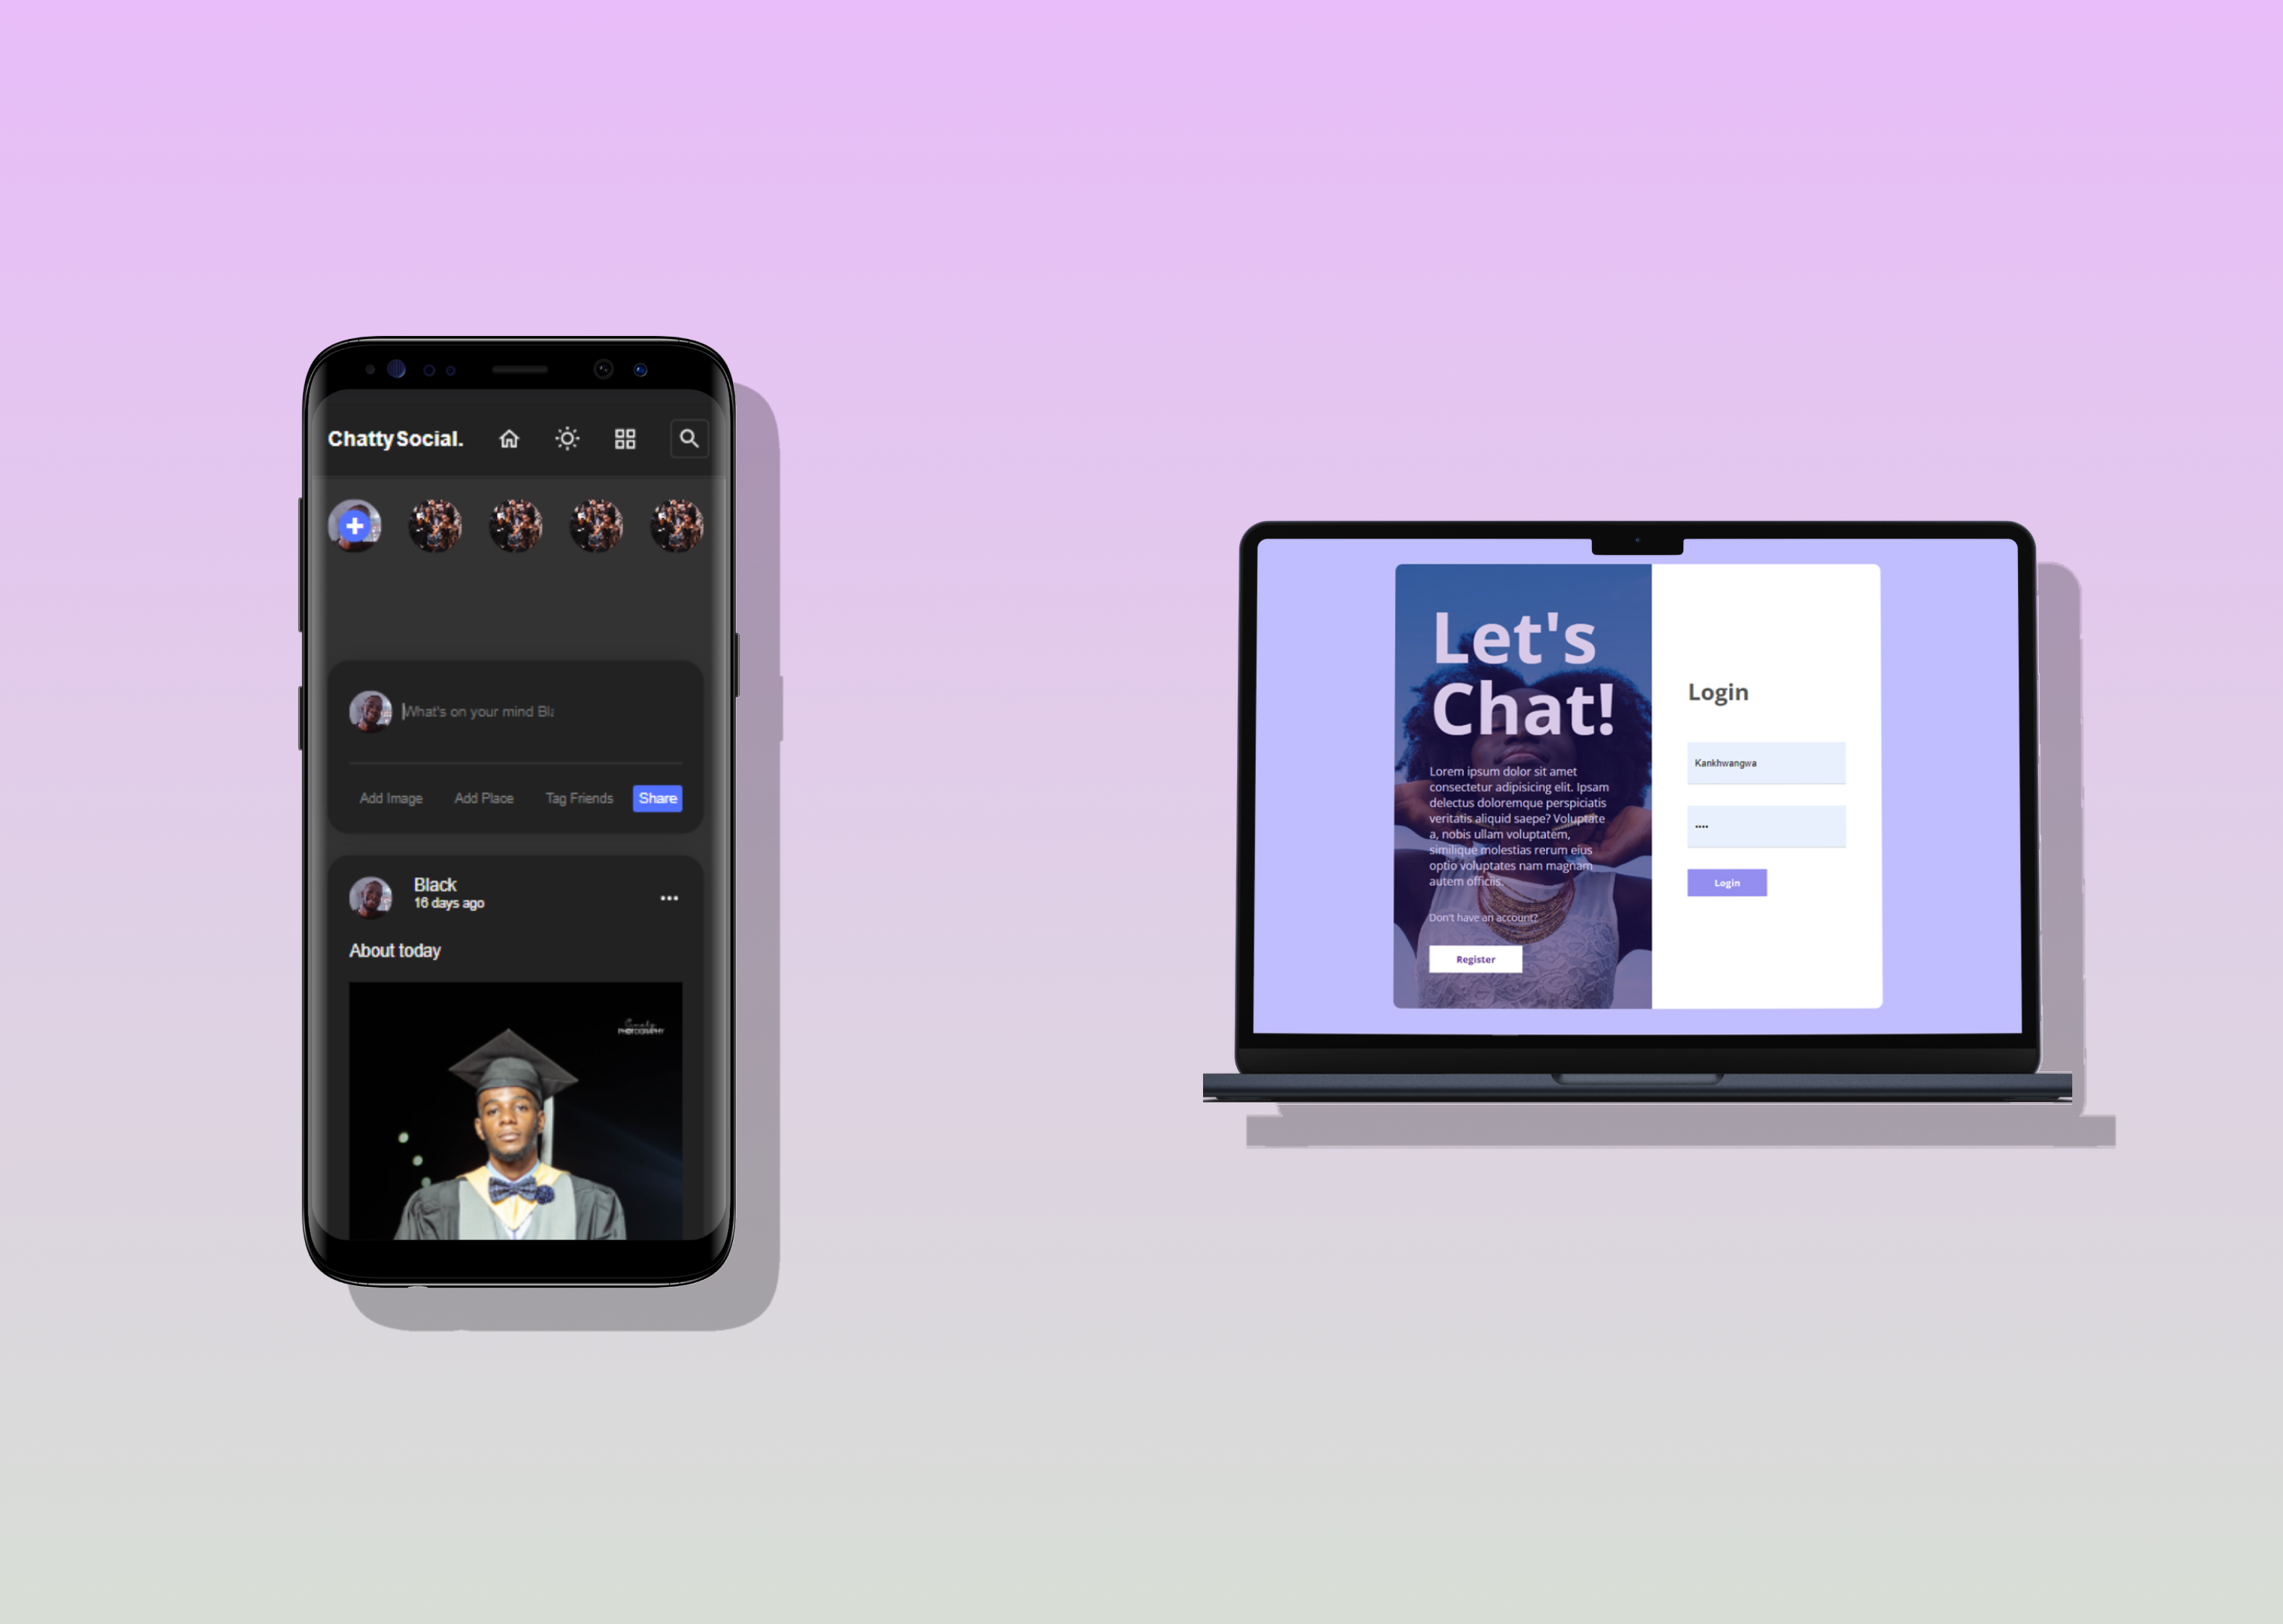 ChattySocial.
What's on your mind Bla
Add Image Add Place Tag Friends Share
Black
16 days ago
About today
PHOTOGRAPHY
Let's
Chat!
Lorem ipsum dolor sit amet
consectetur adipisicing elit. Ipsam
delectus doloremque perspiciatis
veritatis aliquid saepe? Voluptate
a, nobis ullam voluptatem,
similique molestias rerum eius
optio voluptates nam magnam
autem officiis.
Don't have an account?
Register
Login
Kankhwangwa
••••
Login